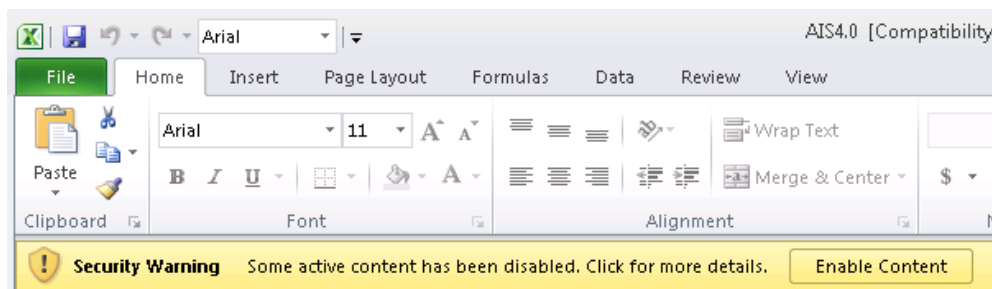 Arial
AIS4.0 [Compatibility
File Home Insert Page Layout Formulas Data Review View
Arial 11 A A Wrap Text
Paste B I U A Merge & Center $
Clipboard Font Alignment
Security Warning Some active content has been disabled. Click for more details. Enable Content